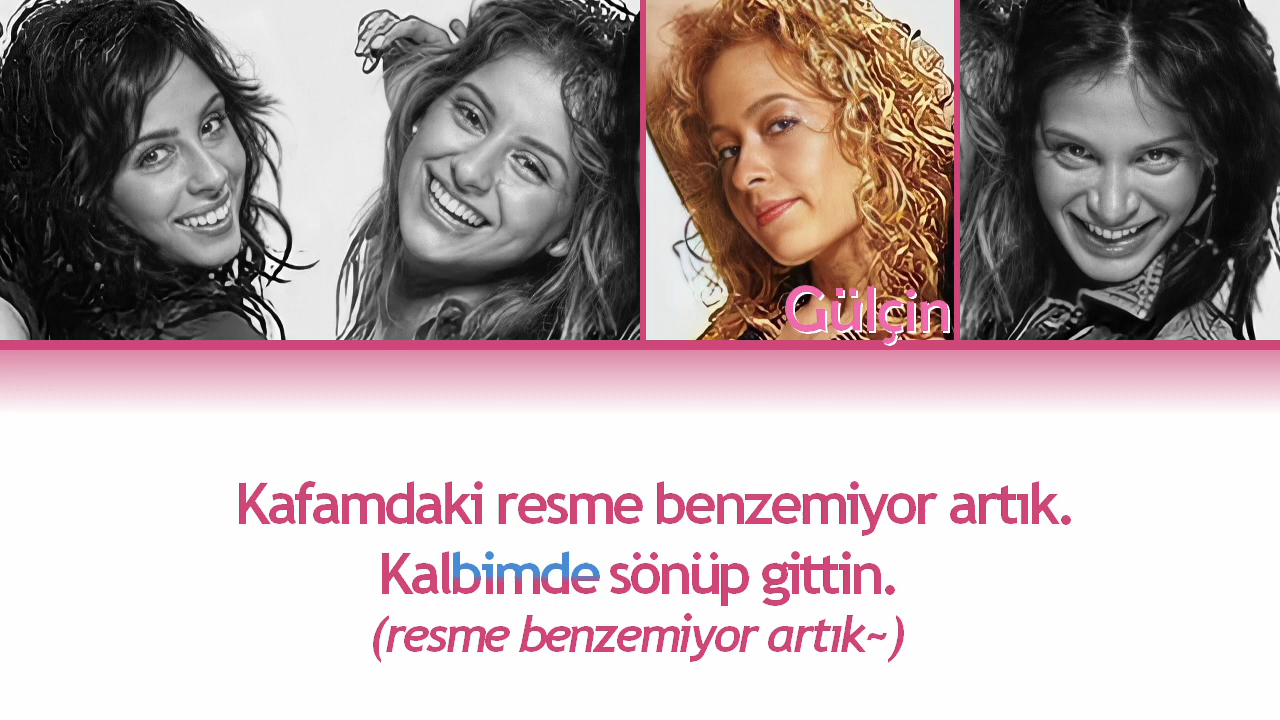 Gülçin
Kafamdaki resme benzemiyor artık.
Kalbimde sönüp gittin.
(resme benzemiyor artık~)